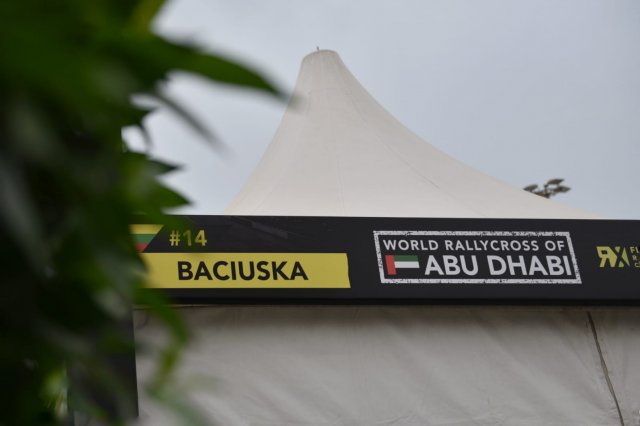 #14
BACIUSKA
WORLD RALLYCROSS OF
ABU DHABI
RX